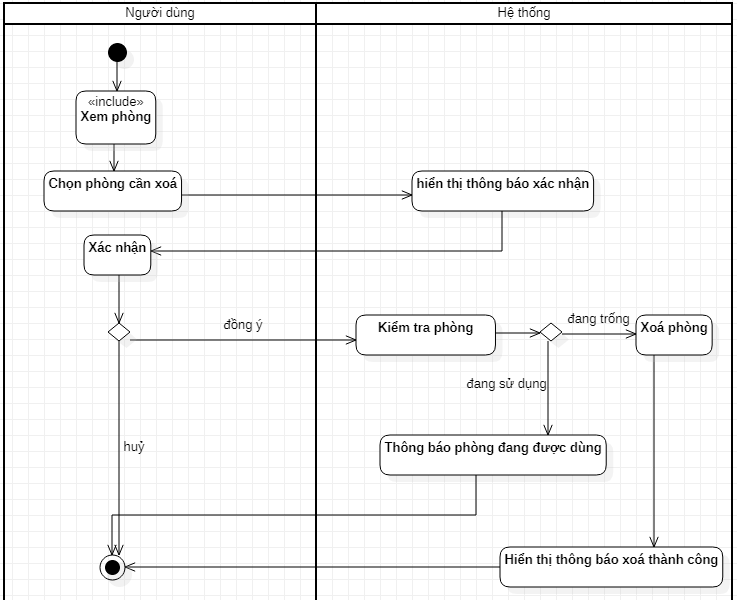 Người dùng
Hệ thống
«include»
Xem phòng
Chọn phòng cần xoá
hiển thị thông báo xác nhận
Xác nhận
đồng ý
Kiểm tra phòng
đang trống
Xoá phòng
đang sử dụng
huỷ
Thông báo phòng đang được dùng
Hiển thị thông báo xoá thành công